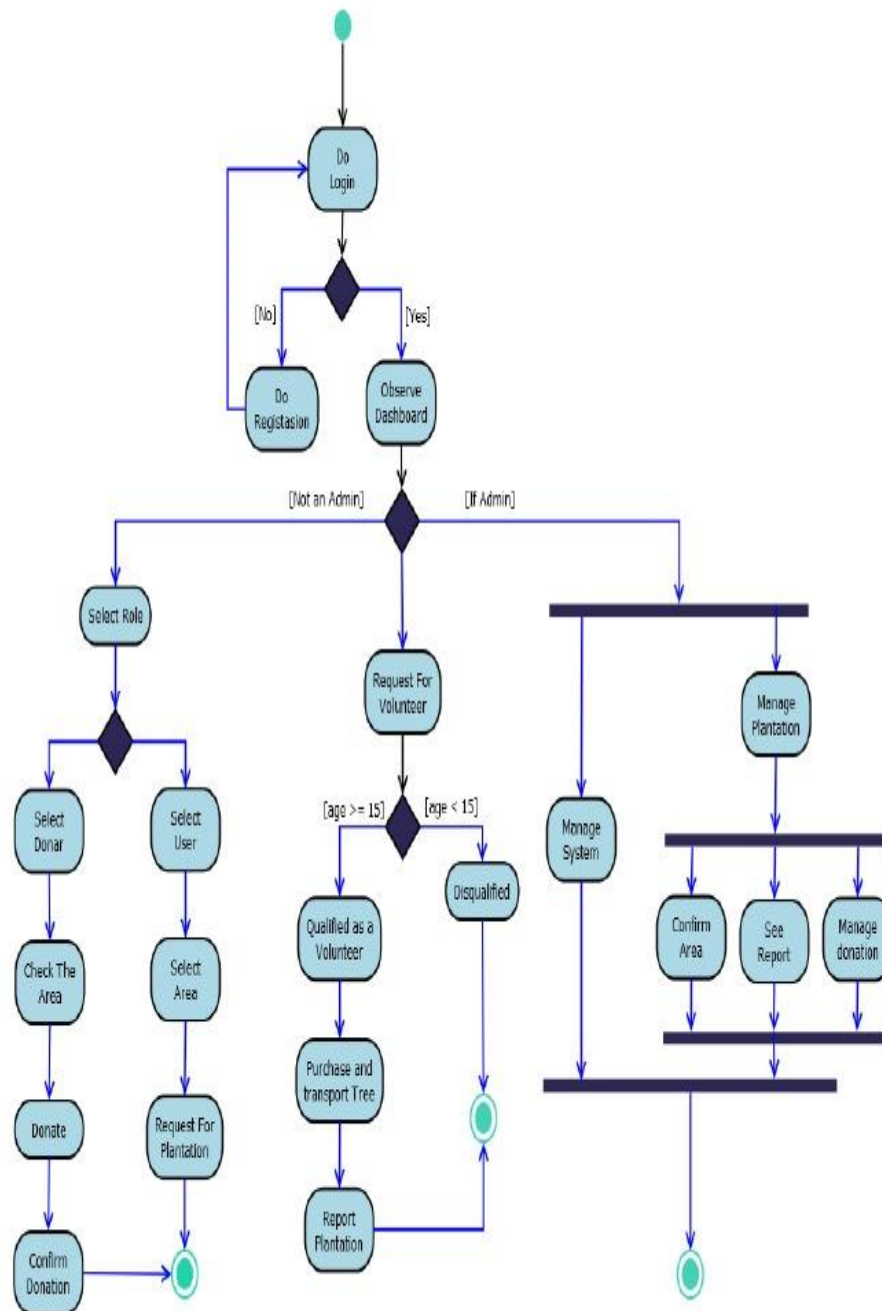 Do
Login
[No]
[Yes]
Do
Registasion
Observe
Dashboard
[Not an Admin]
[If Admin]
Select Role
Request For
Volunteer
Manage
Plantation
[age >= 15]
[age < 15]
Select
Donar
Select
User
Manage
System
Disqualified
Qualified as a
Volunteer
Confirm
Area
See
Report
Manage
donation
Check The
Area
Select
Area
Purchase and
transport Tree
Donate
Request For
Plantation
Report
Plantation
Confirm
Donation